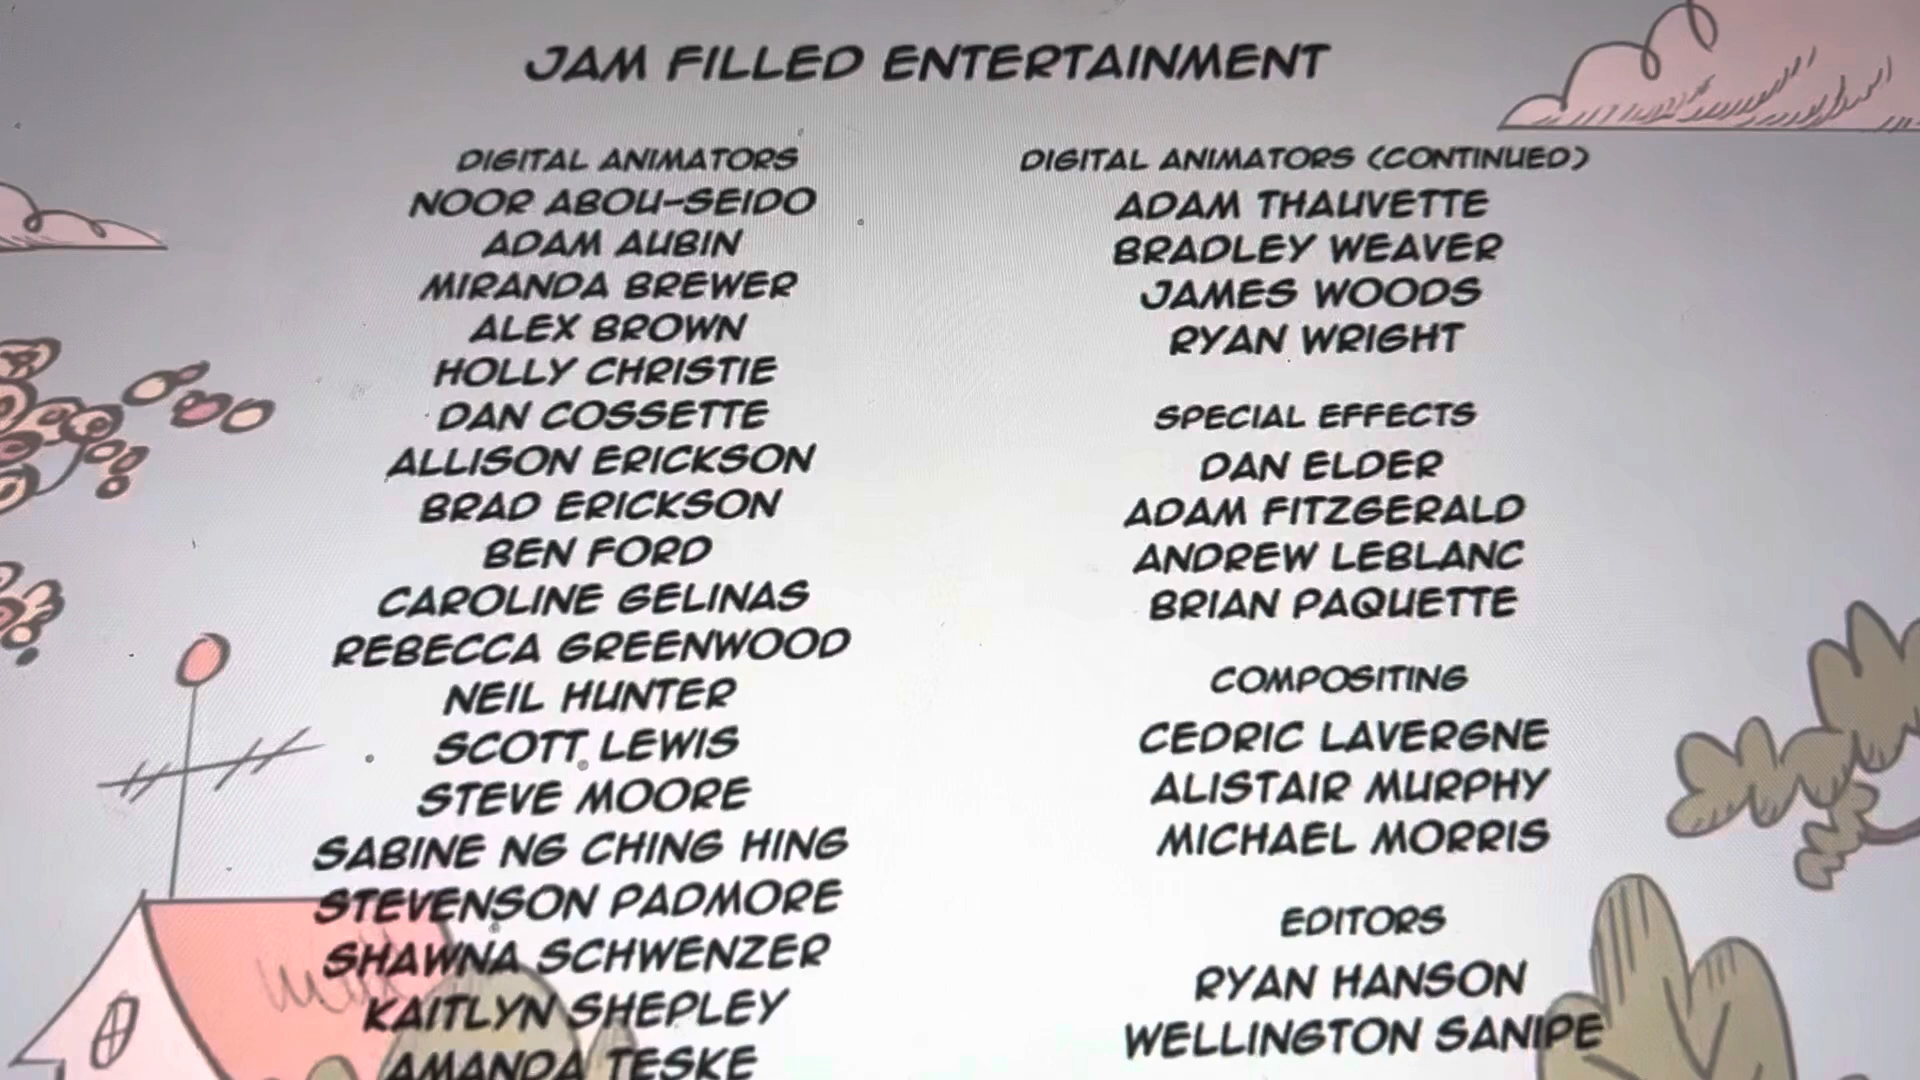 JAM FILLED ENTERTAINMENT
DIGITAL ANIMATORS
NOOR ABOU-SEIDO
ADAM AUBIN
MIRANDA BREWER
ALEX BROWN
HOLLY CHRISTIE
DAN COSSETTE
ALLISON ERICKSON
BRAD ERICKSON
BEN FORD
CAROLINE GELINAS
REBECCA GREENWOOD
NEIL HUNTER
SCOTT LEWIS
STEVE MOORE
SABINE NG CHING HING
STEVENSON PADMORE
SHAWNA SCHWENZER
KAITLYN SHEPLEY
AMANDA TESKE
DIGITAL ANIMATORS (CONTINUED)
ADAM THAUVETTE
BRADLEY WEAVER
JAMES WOODS
RYAN WRIGHT
SPECIAL EFFECTS
DAN ELDER
ADAM FITZGERALD
ANDREW LEBLANC
BRIAN PAQUETTE
COMPOSITING
CEDRIC LAVERGNE
ALISTAIR MURPHY
MICHAEL MORRIS
EDITORS
RYAN HANSON
WELLINGTON SANIPE